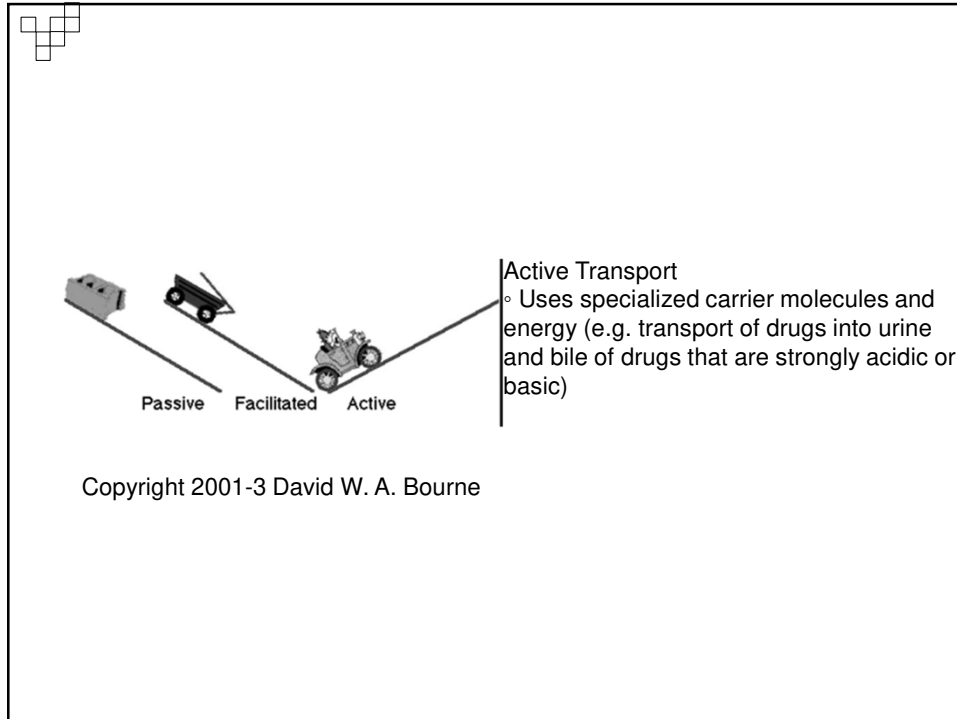 Passive Facilitated Active
Active Transport
◦ Uses specialized carrier molecules and
energy (e.g. transport of drugs into urine
and bile of drugs that are strongly acidic or
basic)
Copyright 2001-3 David W. A. Bourne